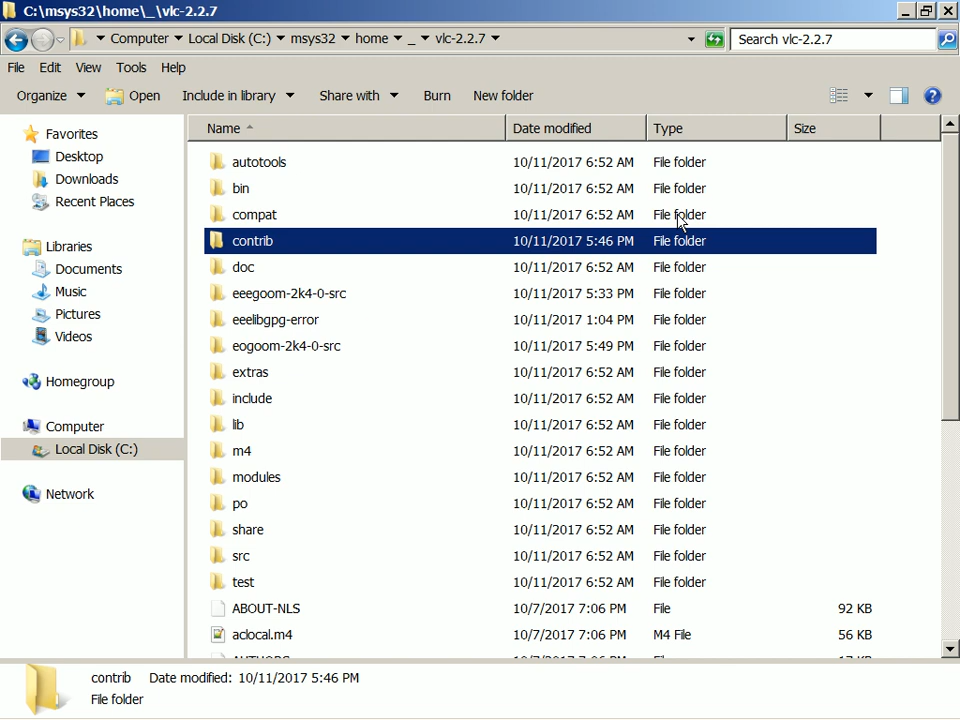 C:\msys32\home\_\vlc-2.2.7
Computer Local Disk (C:) msys32 home _ vlc-2.2.7 Search vlc-2.2.7
File Edit View Tools Help
Organize Open Include in library Share with Burn New folder
Favorites
Desktop
Downloads
Recent Places
Libraries
Documents
Music
Pictures
Videos
Homegroup
Computer
Local Disk (C:)
Network
Name Date modified Type Size
autotools 10/11/2017 6:52 AM File folder
bin 10/11/2017 6:52 AM File folder
compat 10/11/2017 6:52 AM File folder
contrib 10/11/2017 5:46 PM File folder
doc 10/11/2017 6:52 AM File folder
eeegoom-2k4-0-src 10/11/2017 5:33 PM File folder
eeelibgpg-error 10/11/2017 1:04 PM File folder
eogoom-2k4-0-src 10/11/2017 5:49 PM File folder
extras 10/11/2017 6:52 AM File folder
include 10/11/2017 6:52 AM File folder
lib 10/11/2017 6:52 AM File folder
m4 10/11/2017 6:52 AM File folder
modules 10/11/2017 6:52 AM File folder
po 10/11/2017 6:52 AM File folder
share 10/11/2017 6:52 AM File folder
src 10/11/2017 6:52 AM File folder
test 10/11/2017 6:52 AM File folder
ABOUT-NLS 10/7/2017 7:06 PM File 92 KB
aclocal.m4 10/7/2017 7:06 PM M4 File 56 KB
contrib Date modified: 10/11/2017 5:46 PM
File folder